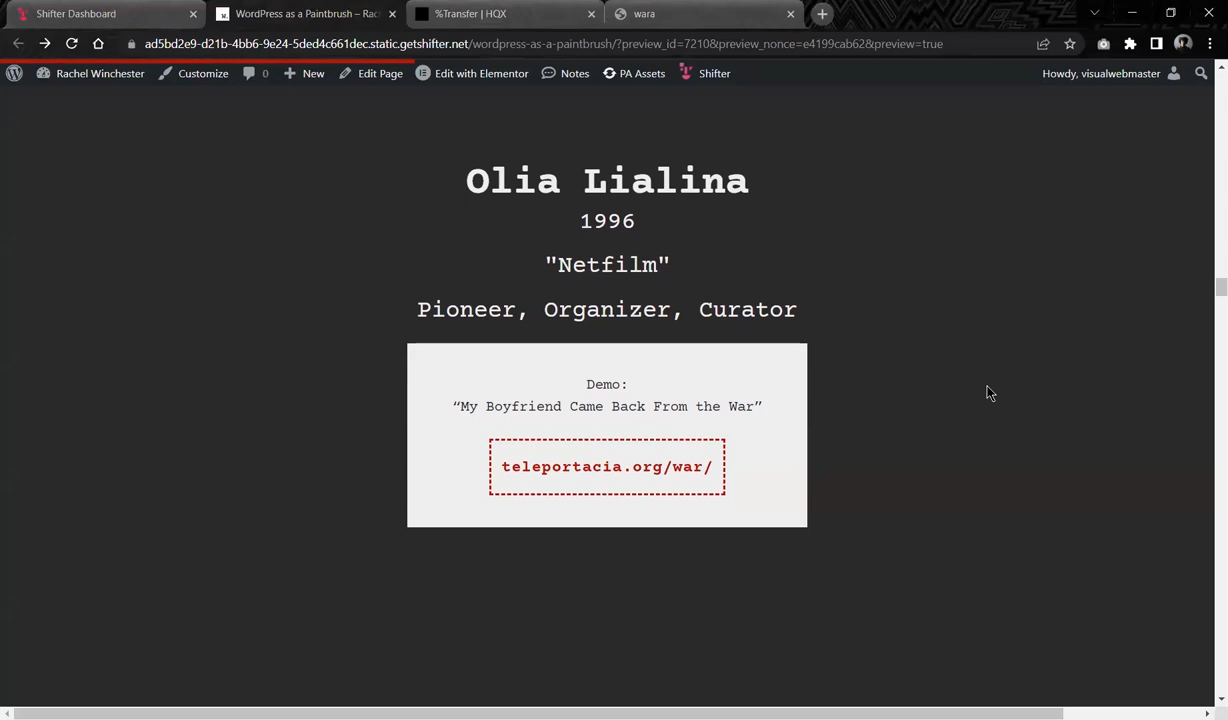 Shifter Dashboard
WordPress as a Paintbrush – Rac
%Transfer | HQX
wara
ad5bd2e9-d21b-4bb6-9e24-5ded4c661dec.static.getshifter.net/wordpress-as-a-paintbrush/?preview_id=7210&preview_nonce=e4199cab62&preview=true
Rachel Winchester Customize 0 New Edit Page Edit with Elementor Notes PA Assets Shifter Howdy, visualwebmaster
Olia Lialina
1996
"Netfilm"
Pioneer, Organizer, Curator
Demo:
“My Boyfriend Came Back From the War”
teleportacia.org/war/